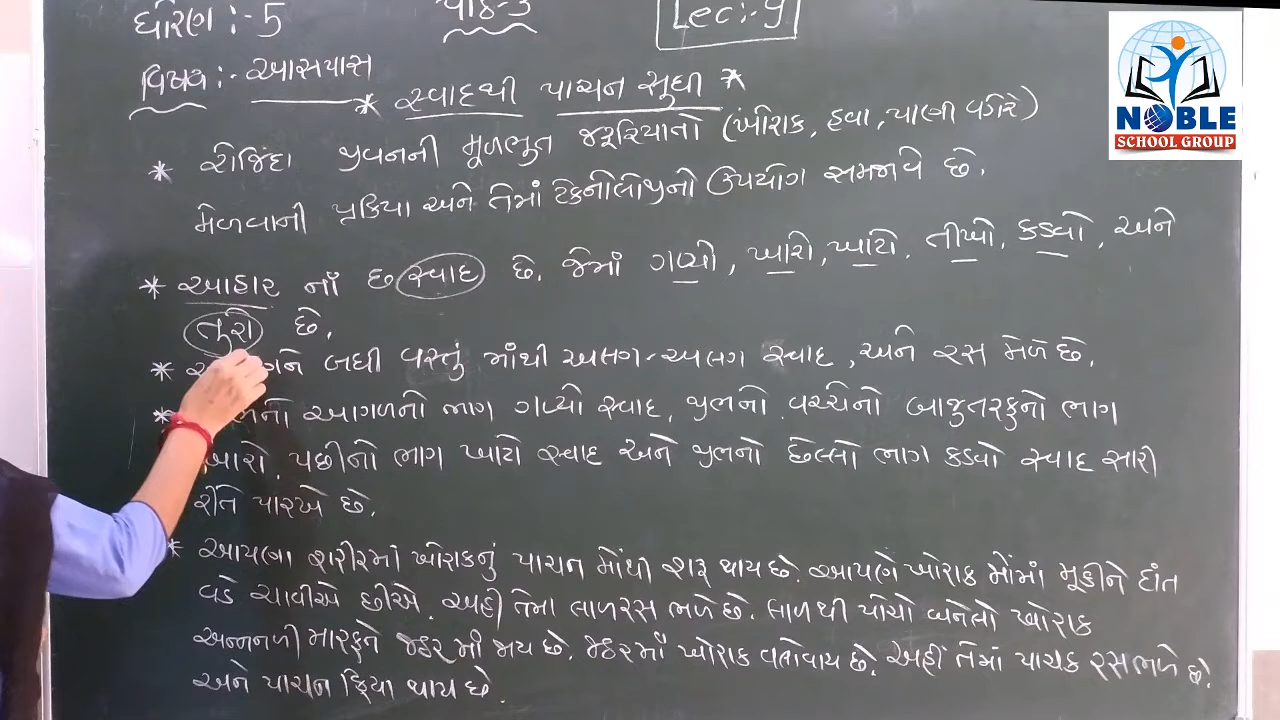 ધોરણ :- 5
પાઠ-3
Lec:-9
વિષય :- આસપાસ
* સ્વાદથી પાચન સુધી *
* રોજિંદા જીવનની મૂળભૂત જરૂરિયાતો (ખોરાક, હવા, પાણી વગેરે)
મેળવાની પ્રક્રિયા અને તેમાં ટેકનોલોજીનો ઉપયોગ સમજાવે છે.
* આહાર નાઁ છ સ્વાદ છે. જેમાં ગળ્યો, ખારો, ખાટો. તીખો, કડવો, અને
તુરો છે.
* બધી વસ્તું માંથી અલગ-અલગ સ્વાદ, અને રસ મેળે છે.
* આગળનો ભાગ ગળ્યો સ્વાદ, જીભનો વચ્ચેનો બાજુતરફનો ભાગ
ખારો, પછીનો ભાગ ખાટો સ્વાદ અને જીભનો છેલ્લો ભાગ કડવો સ્વાદ સારી
રીતે પારખે છે.
* આપણા શરીરમાં ખોરાકનું પાચન મોંથી શરૂ થાય છે. આપણે ખોરાક મોંમાં મૂકીને દાંત
વડે ચાવીએ છીએ. અહીં તેમા લાળરસ ભળે છે. લાળથી પોચો બનેલો ખોરાક
અન્નનળી મારફતે જઠર માં જાય છે. જઠરમાઁ ખોરાક વલોવાય છે. અહીં તેમાં પાચક રસ ભળે છે.
અને પાચન ક્રિયા થાય છે.
NOBLE
SCHOOL GROUP